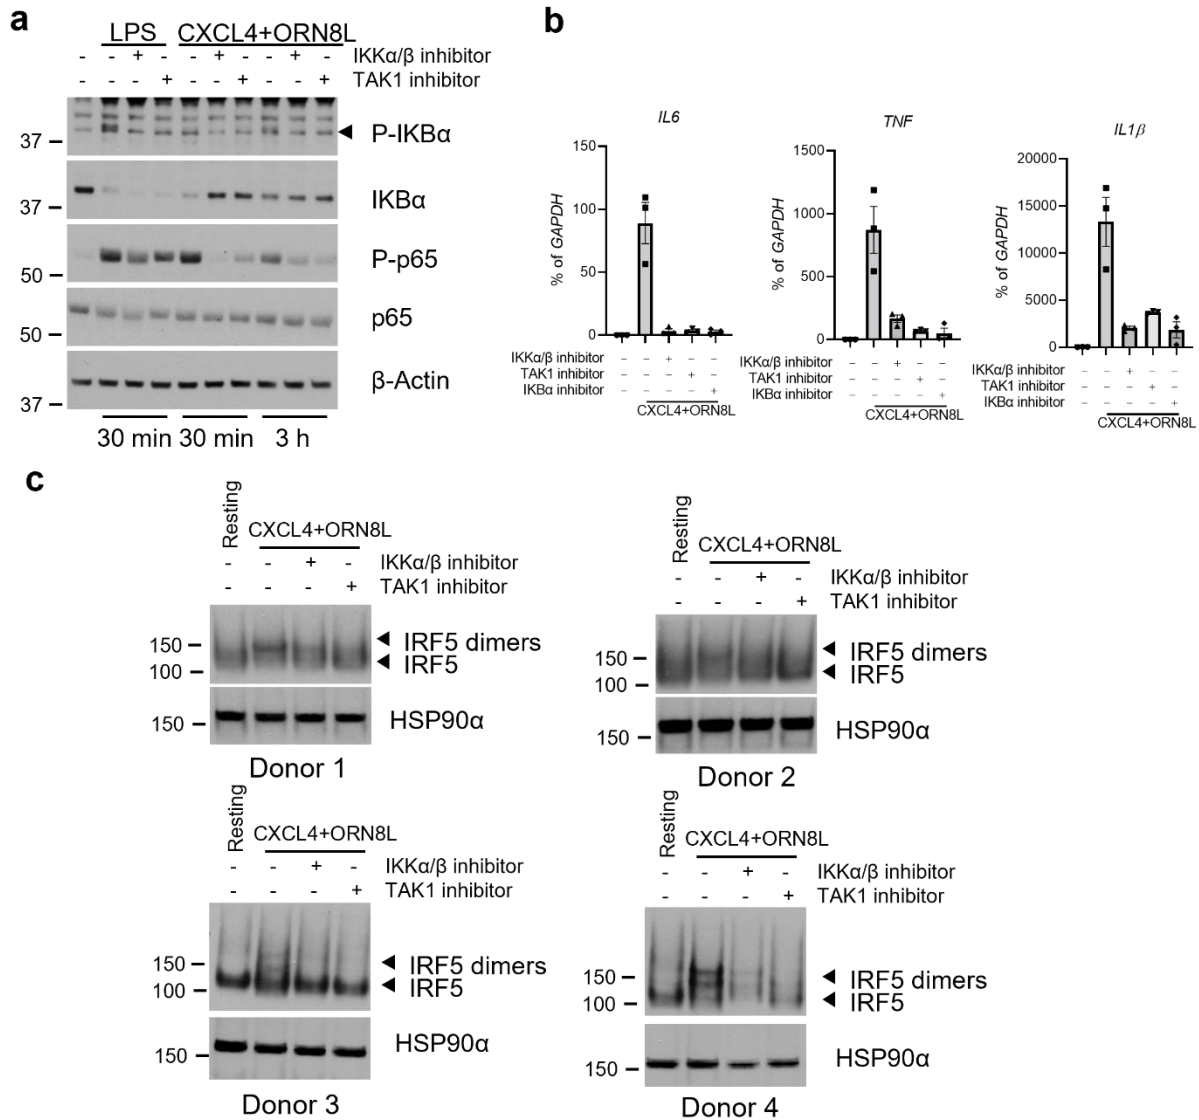 a
LPS CXCL4+ORN8L
- - + - - + - - + - IKKα/β inhibitor
- - - + - - + - - + TAK1 inhibitor
37 P-IKBα
37 IKBα
50 P-p65
50 p65
37 β-Actin
30 min 30 min 3 h
b
IL6
% of GAPDH
150
100
50
0
IKKα/β inhibitor – – + – –
TAK1 inhibitor – – – + –
IKBα inhibitor – – – – +
CXCL4+ORN8L
TNF
% of GAPDH
1500
1000
500
0
IKKα/β inhibitor – – + – –
TAK1 inhibitor – – – + –
IKBα inhibitor – – – – +
CXCL4+ORN8L
IL1β
% of GAPDH
20000
15000
10000
5000
0
IKKα/β inhibitor – – + – –
TAK1 inhibitor – – – + –
IKBα inhibitor – – – – +
CXCL4+ORN8L
c
Resting
CXCL4+ORN8L
- - + - IKKα/β inhibitor
- - - + TAK1 inhibitor
150 IRF5 dimers
100 IRF5
150 HSP90α
Donor 1
Resting
CXCL4+ORN8L
- - + - IKKα/β inhibitor
- - - + TAK1 inhibitor
150 IRF5 dimers
100 IRF5
150 HSP90α
Donor 2
Resting
CXCL4+ORN8L
- - + - IKKα/β inhibitor
- - - + TAK1 inhibitor
150 IRF5 dimers
100 IRF5
150 HSP90α
Donor 3
Resting
CXCL4+ORN8L
- - + - IKKα/β inhibitor
- - - + TAK1 inhibitor
150 IRF5 dimers
100 IRF5
150 HSP90α
Donor 4